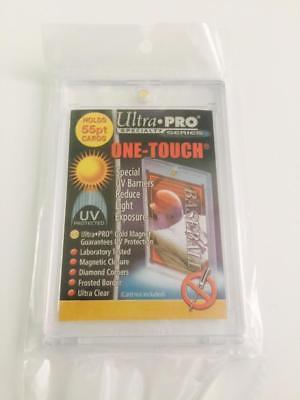 HOLDS
55pt
CARDS
Ultra•PRO®
SPECIALTY SERIES
ONE-TOUCH®
Special
UV Barriers
Reduce
Light
Exposure
UV
PROTECTED
Ultra•PRO® Gold Magnet
Guarantees UV Protection
Laboratory Tested
Magnetic Closure
Diamond Corners
Frosted Border
Ultra Clear
(Card not included)
BASEBALL